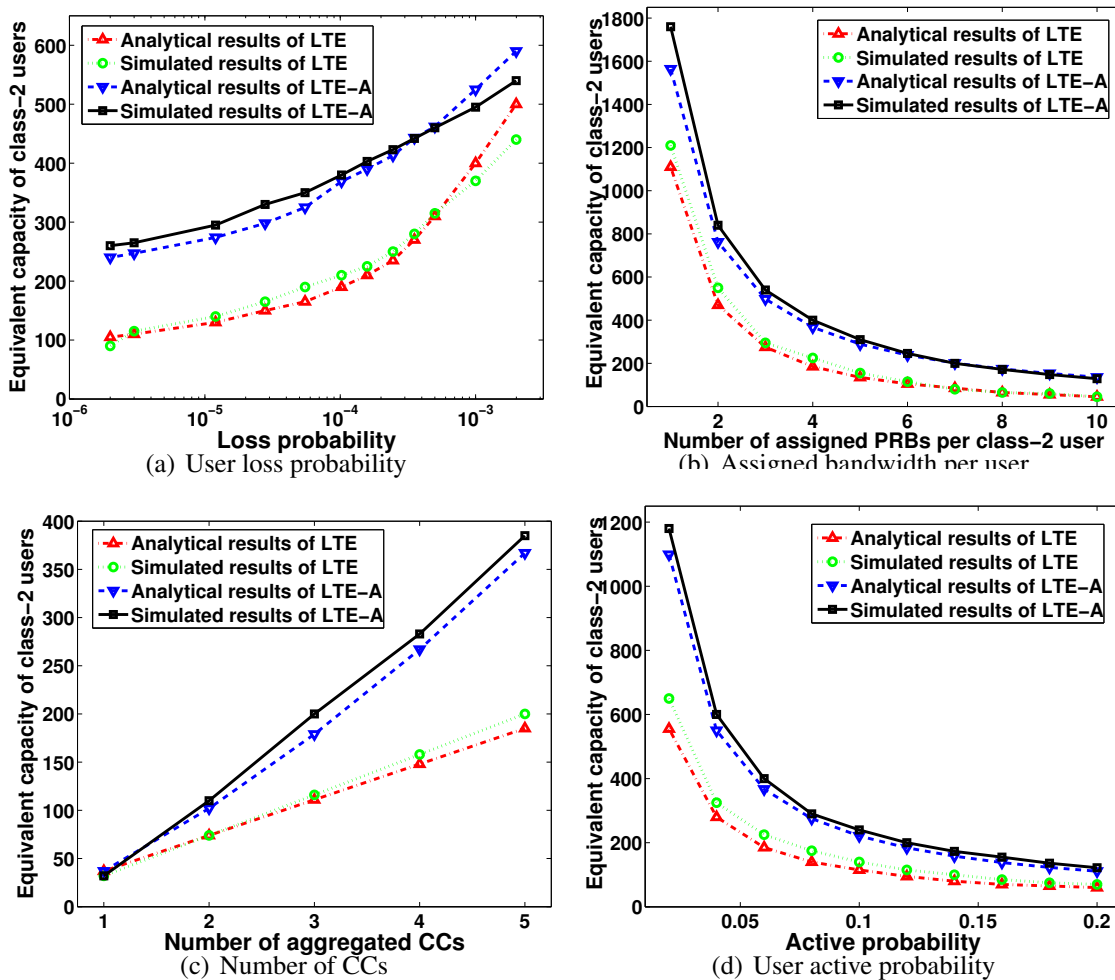 Equivalent capacity of class-2 users
600
500
400
300
200
100
0
Analytical results of LTE
Simulated results of LTE
Analytical results of LTE-A
Simulated results of LTE-A
10−6 10−5 10−4 10−3
Loss probability
(a) User loss probability
Equivalent capacity of class-2 users
1800
1600
1400
1200
1000
800
600
400
200
0
Analytical results of LTE
Simulated results of LTE
Analytical results of LTE-A
Simulated results of LTE-A
2 4 6 8 10
Number of assigned PRBs per class-2 user
(b) Assigned bandwidth per user
Equivalent capacity of class-2 users
400
350
300
250
200
150
100
50
0
Analytical results of LTE
Simulated results of LTE
Analytical results of LTE-A
Simulated results of LTE-A
1 2 3 4 5
Number of aggregated CCs
(c) Number of CCs
Equivalent capacity of class-2 users
1200
1000
800
600
400
200
0
Analytical results of LTE
Simulated results of LTE
Analytical results of LTE-A
Simulated results of LTE-A
0.05 0.1 0.15 0.2
Active probability
(d) User active probability